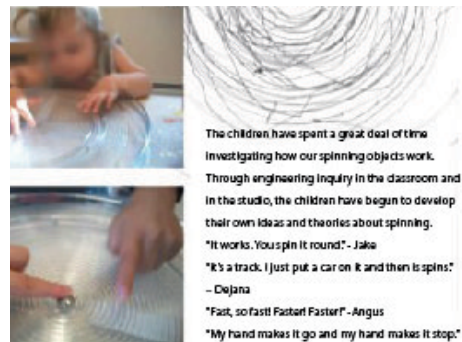 The children have spent a great deal of time
investigating how our spinning objects work.
Through engineering inquiry in the classroom and
in the studio, the children have begun to develop
their own ideas and theories about spinning.
"It works. You spin it round." - Jake
"It's a track. I just put a car on it and then is spins."
– Dejana
"Fast, so fast! Faster! Faster!" - Angus
"My hand makes it go and my hand makes it stop."